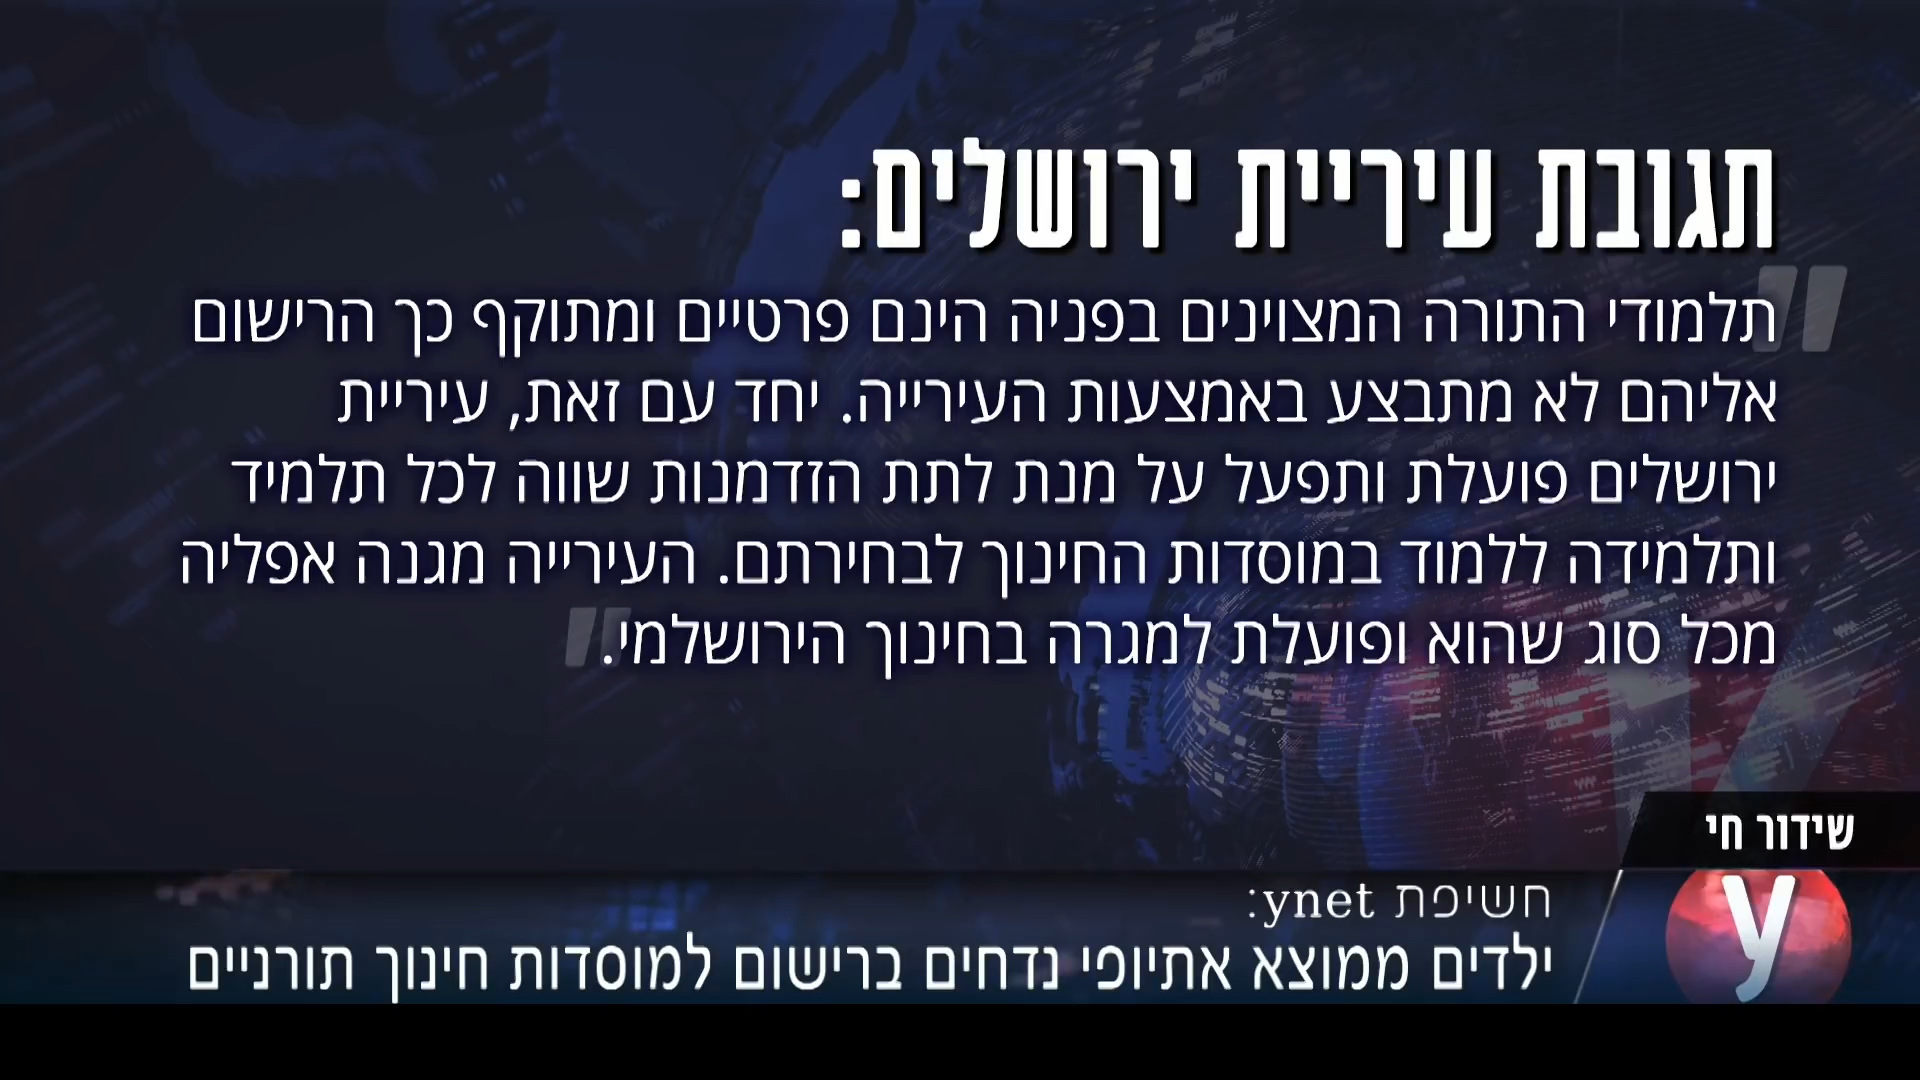 תגובת עיריית ירושלים:
"תלמודי התורה המצוינים בפניה הינם פרטיים ומתוקף כך הרישום
אליהם לא מתבצע באמצעות העירייה. יחד עם זאת, עיריית
ירושלים פועלת ותפעל על מנת לתת הזדמנות שווה לכל תלמיד
ותלמידה ללמוד במוסדות החינוך לבחירתם. העירייה מגנה אפליה
מכל סוג שהוא ופועלת למגרה בחינוך הירושלמי."
שידור חי
y
חשיפת ynet:
ילדים ממוצא אתיופי נדחים ברישום למוסדות חינוך תורניים